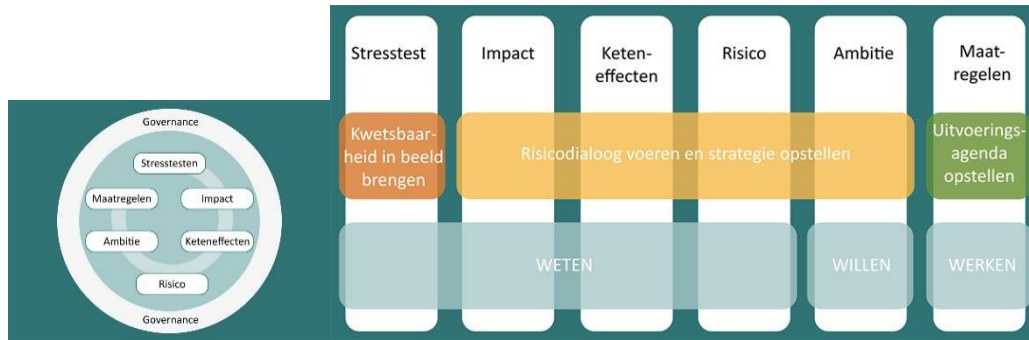 Governance
Stresstesten
Maatregelen
Impact
Ambitie
Keteneffecten
Risico
Governance
Stresstest
Impact
Keten-
effecten
Risico
Ambitie
Maat-
regelen
Kwetsbaar-
heid in beeld
brengen
Risicodialoog voeren en strategie opstellen
Uitvoerings-
agenda
opstellen
WETEN
WILLEN
WERKEN